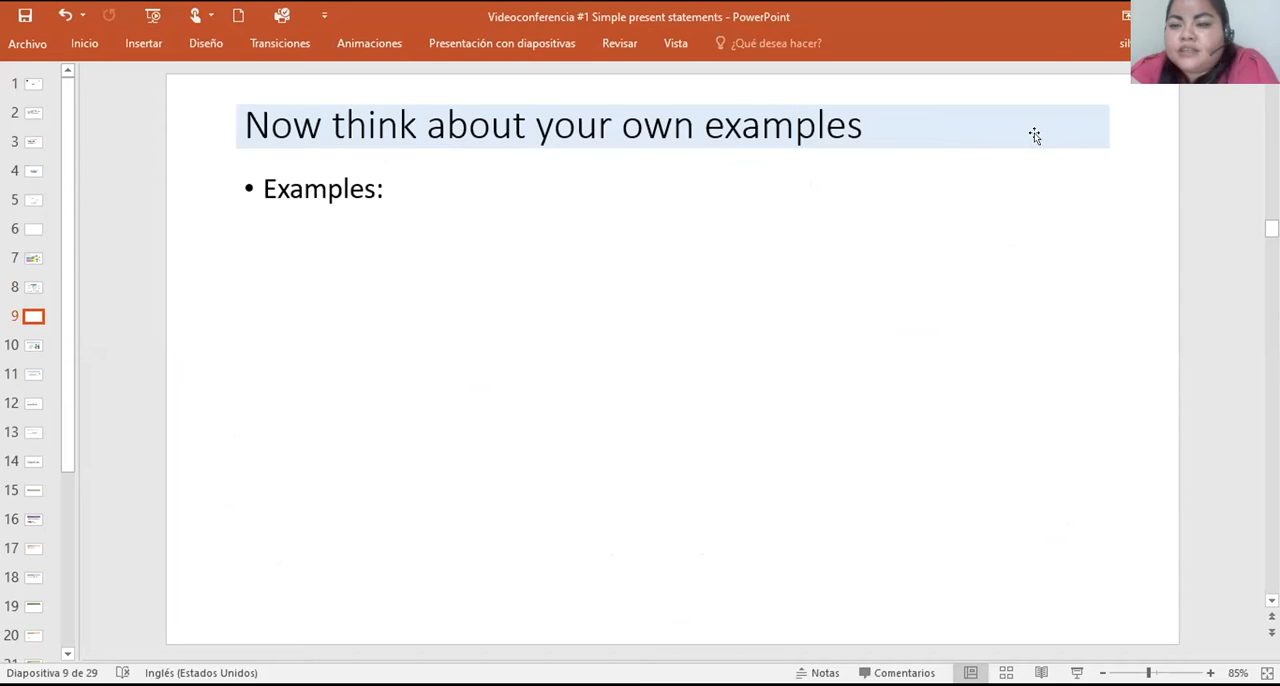 Videoconferencia #1 Simple present statements - PowerPoint
Archivo
Inicio
Insertar
Diseño
Transiciones
Animaciones
Presentación con diapositivas
Revisar
Vista
¿Qué desea hacer?
Now think about your own examples
• Examples:
1
2
3
4
5
6
7
8
9
10
11
12
13
14
15
16
17
18
19
20
Diapositiva 9 de 29
Inglés (Estados Unidos)
Notas
Comentarios
85%